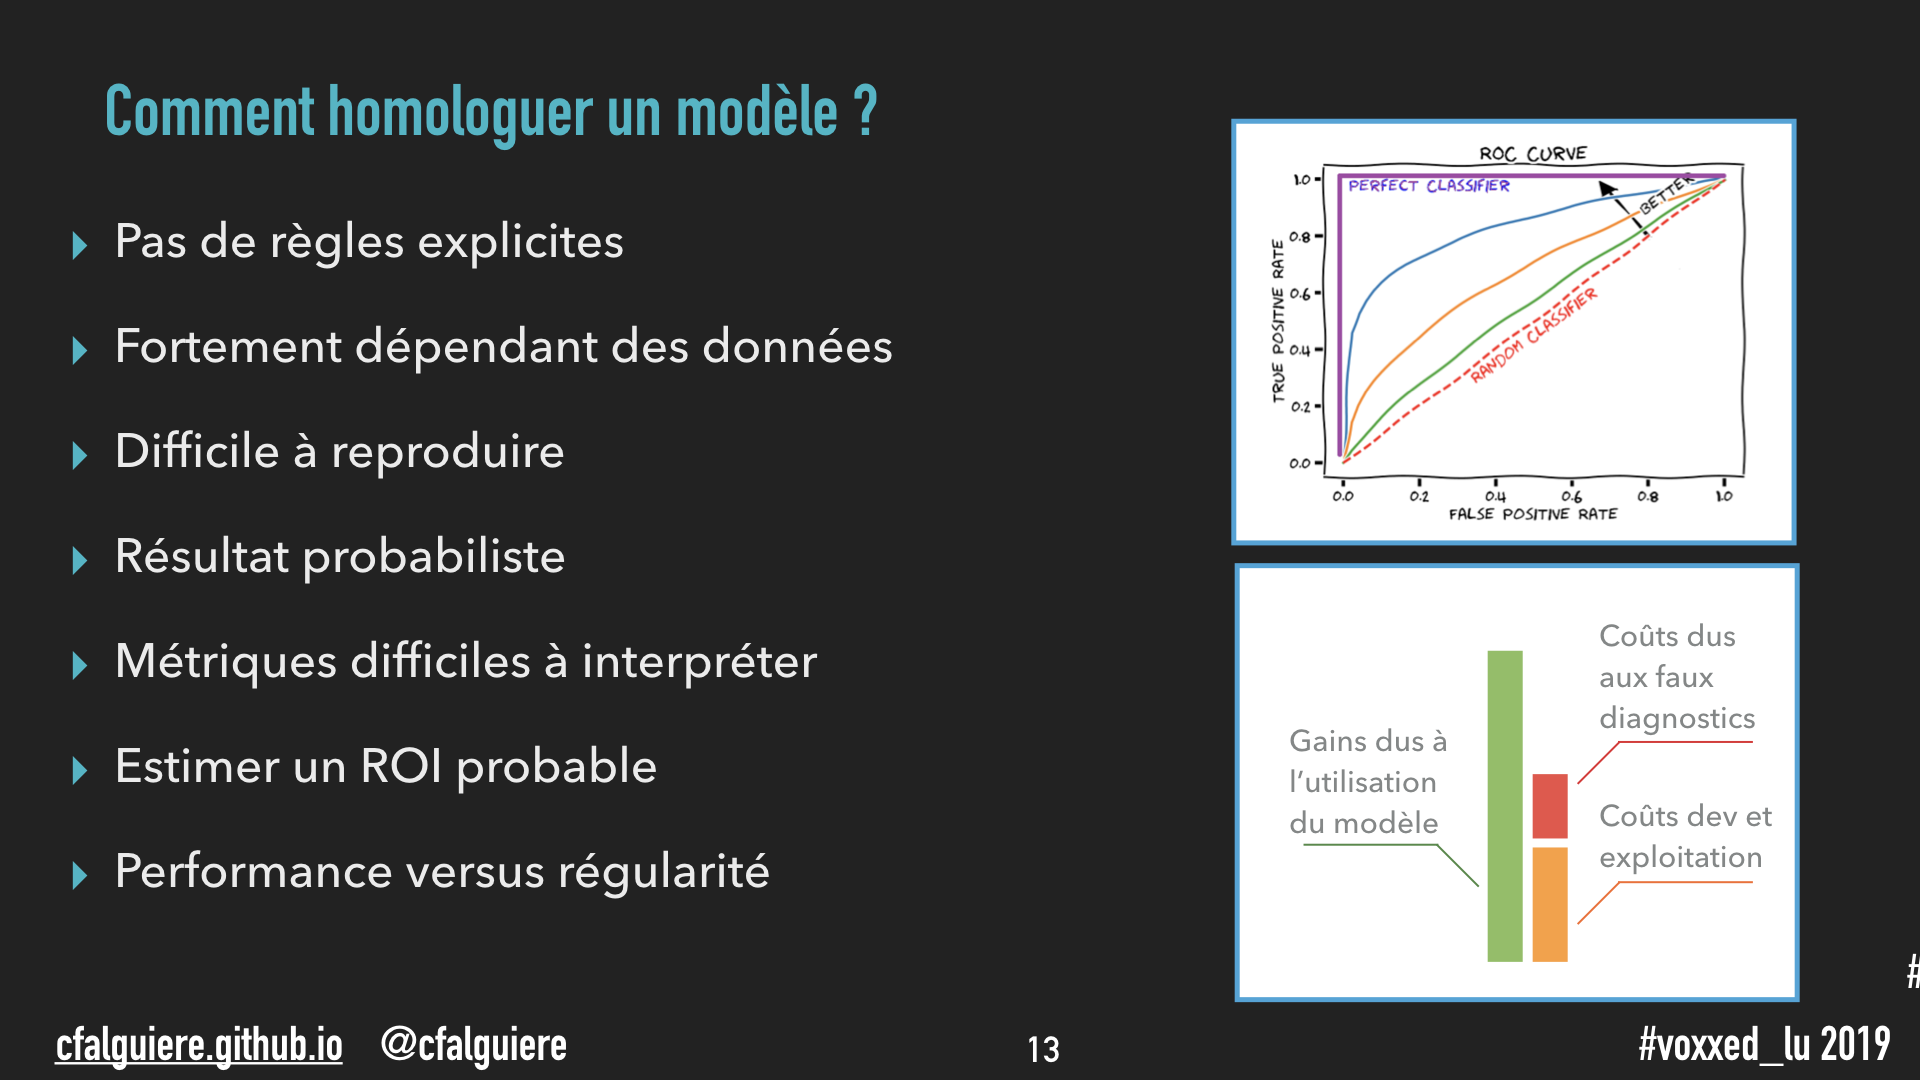 Comment homologuer un modèle ?
Pas de règles explicites
Fortement dépendant des données
Difficile à reproduire
Résultat probabiliste
Métriques difficiles à interpréter
Estimer un ROI probable
Performance versus régularité
ROC CURVE
PERFECT CLASSIFIER
BETTER
RANDOM CLASSIFIER
TRUE POSITIVE RATE
1.0
0.8
0.6
0.4
0.2
0.0
0.0 0.2 0.4 0.6 0.8 1.0
FALSE POSITIVE RATE
Gains dus à
l’utilisation
du modèle
Coûts dus
aux faux
diagnostics
Coûts dev et
exploitation
#
cfalguiere.github.io @cfalguiere
13
#voxxed_lu 2019